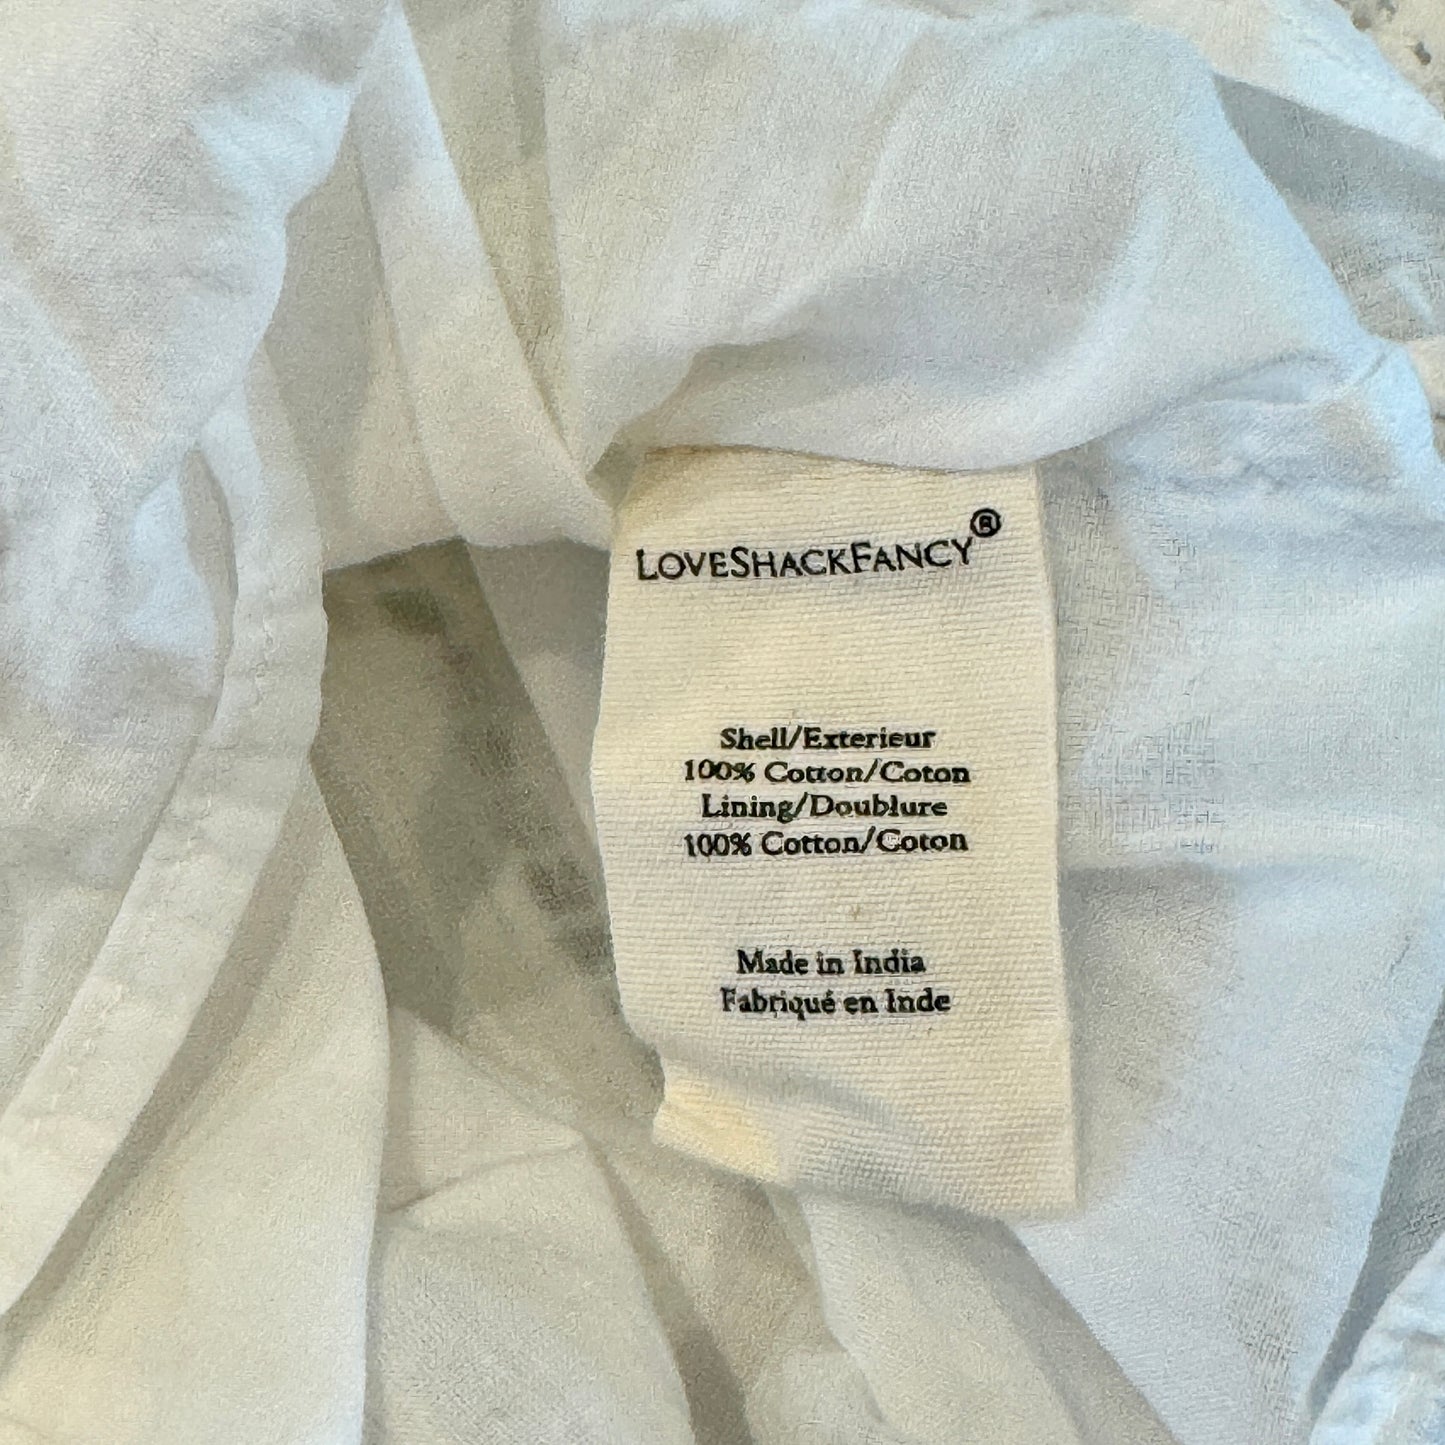 LOVESHACKFANCY®
Shell/Exterieur
100% Cotton/Coton
Lining/Doublure
100% Cotton/Coton
Made in India
Fabriqué en Inde